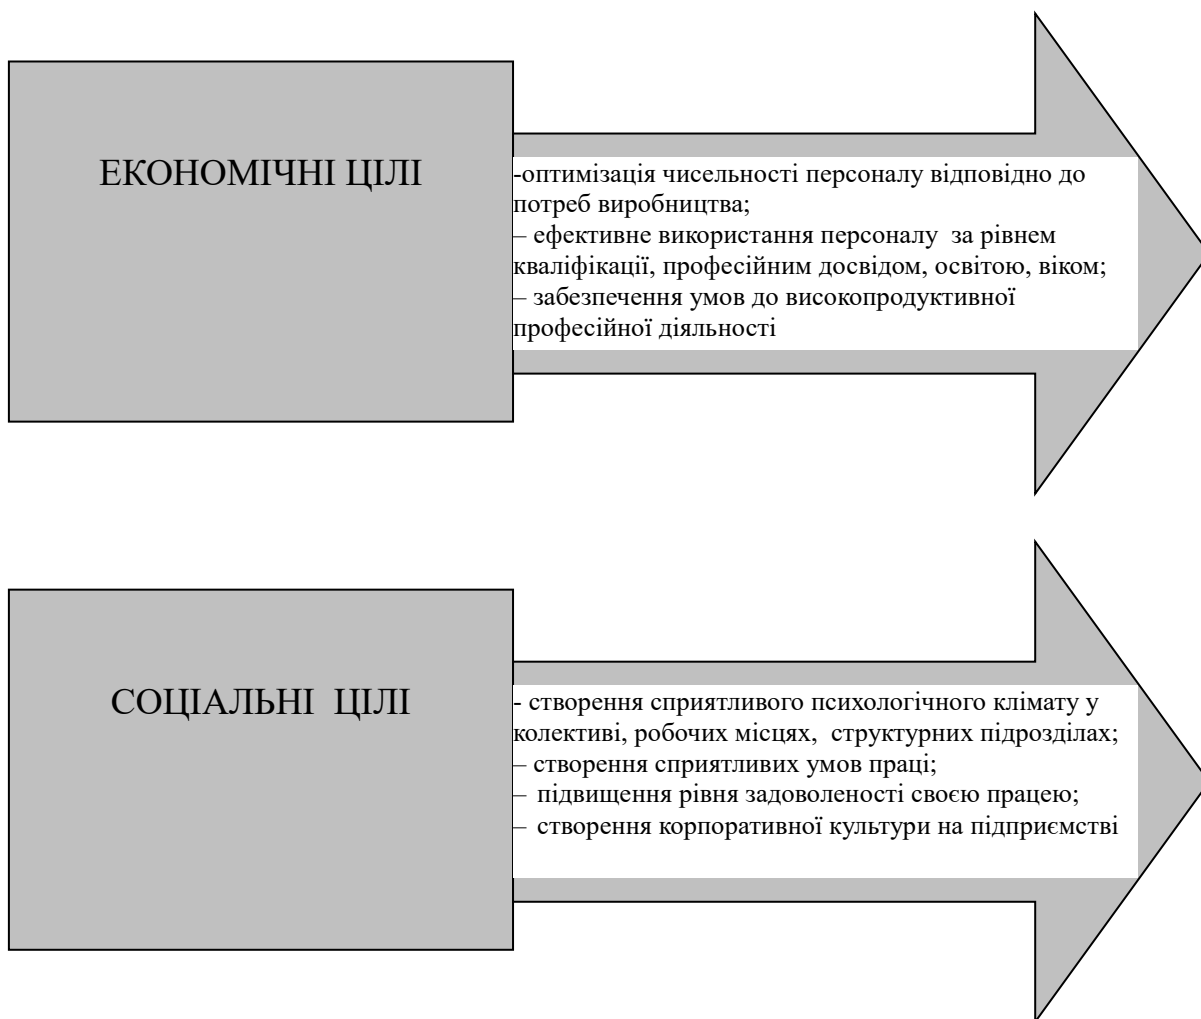 ЕКОНОМІЧНІ ЦІЛІ
-оптимізація чисельності персоналу відповідно до
потреб виробництва;
– ефективне використання персоналу за рівнем
кваліфікації, професійним досвідом, освітою, віком;
– забезпечення умов до високопродуктивної
професійної діяльності
СОЦІАЛЬНІ ЦІЛІ
- створення сприятливого психологічного клімату у
колективі, робочих місцях, структурних підрозділах;
– створення сприятливих умов праці;
– підвищення рівня задоволеності своєю працею;
– створення корпоративної культури на підприємстві